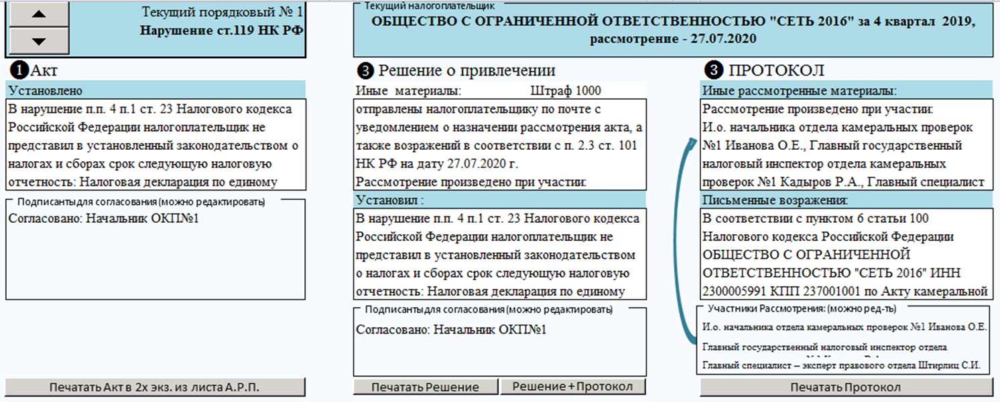 Текущий порядковый № 1
Нарушение ст.119 НК РФ
Текущий налогоплательщик
ОБЩЕСТВО С ОГРАНИЧЕННОЙ ОТВЕТСТВЕННОСТЬЮ "СЕТЬ 2016" за 4 квартал 2019,
рассмотрение - 27.07.2020
1 Акт
Установлено
В нарушение п.п. 4 п.1 ст. 23 Налогового кодекса
Российской Федерации налогоплательщик не
представил в установленный законодательством о
налогах и сборах срок следующую налоговую
отчетность: Налоговая декларация по единому
Подписанты для согласования (можно редактировать)
Согласовано: Начальник ОКП№1
Печатать Акт в 2х экз. из листа А.Р.П.
3 Решение о привлечении
Иные материалы: Штраф 1000
отправлены налогоплательщику по почте с
уведомлением о назначении рассмотрения акта, а
также возражений в соответствии с п. 2.3 ст. 101
НК РФ на дату 27.07.2020 г.
Рассмотрение произведено при участии:
Установил :
В нарушение п.п. 4 п.1 ст. 23 Налогового кодекса
Российской Федерации налогоплательщик не
представил в установленный законодательством
о налогах и сборах срок следующую налоговую
отчетность: Налоговая декларация по единому
Подписанты для согласования (можно редактировать)
Согласовано: Начальник ОКП№1
Печатать Решение
Решение+Протокол
3 ПРОТОКОЛ
Иные рассмотренные материалы:
Рассмотрение произведено при участии:
И.о. начальника отдела камеральных проверок
№1 Иванова О.Е., Главный государственный
налоговый инспектор отдела камеральных
проверок №1 Кадыров Р.А., Главный специалист
Письменные возражения:
В соответствии с пунктом 6 статьи 100
Налогового кодекса Российской Федерации
ОБЩЕСТВО С ОГРАНИЧЕННОЙ
ОТВЕТСТВЕННОСТЬЮ "СЕТЬ 2016" ИНН
2300005991 КПП 237001001 по Акту камеральной
Участники Рассмотрения: (можно ред-ть)
И.о. начальника отдела камеральных проверок №1 Иванова О.Е.
Главный государственный налоговый инспектор отдела
Главный специалист – эксперт правового отдела Штирлиц С.И.
Печатать Протокол